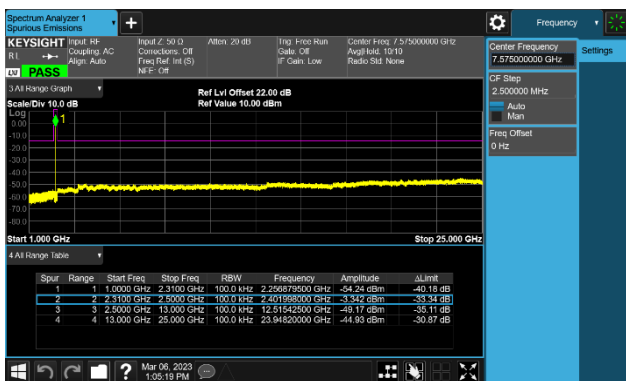 Spectrum Analyzer 1
Spurious Emissions
+
Frequency
KEYSIGHT
RL
Input: RF
Coupling: AC
Align: Auto
Input Z: 50 Ω
Corrections: Off
Freq Ref: Int (S)
NFE: Off
Atten: 20 dB
Trig: Free Run
Gate: Off
IF Gain: Low
Center Freq: 7.575000000 GHz
Avg|Hold: 10/10
Radio Std: None
LW PASS
Center Frequency
7.575000000 GHz
Settings
CF Step
2.500000 MHz
Auto
Man
Freq Offset
0 Hz
3 All Range Graph
Scale/Div 10.0 dB
Ref Lvl Offset 22.00 dB
Ref Value 10.00 dBm
Log
1
0.00
-10.0
-20.0
-30.0
-40.0
-50.0
-60.0
-70.0
-80.0
Start 1.000 GHz
Stop 25.000 GHz
4 All Range Table
Spur Range Start Freq Stop Freq RBW Frequency Amplitude ΔLimit
1 1 1.0000 GHz 2.3100 GHz 100.0 kHz 2.256879500 GHz -54.24 dBm -40.18 dB
2 2 2.3100 GHz 2.5000 GHz 100.0 kHz 2.401998000 GHz -3.342 dBm -33.34 dB
3 3 2.5000 GHz 13.000 GHz 100.0 kHz 12.51542500 GHz -49.17 dBm -35.11 dB
4 4 13.000 GHz 25.000 GHz 100.0 kHz 23.94820000 GHz -44.93 dBm -30.87 dB
?
Mar 06, 2023
1:05:19 PM